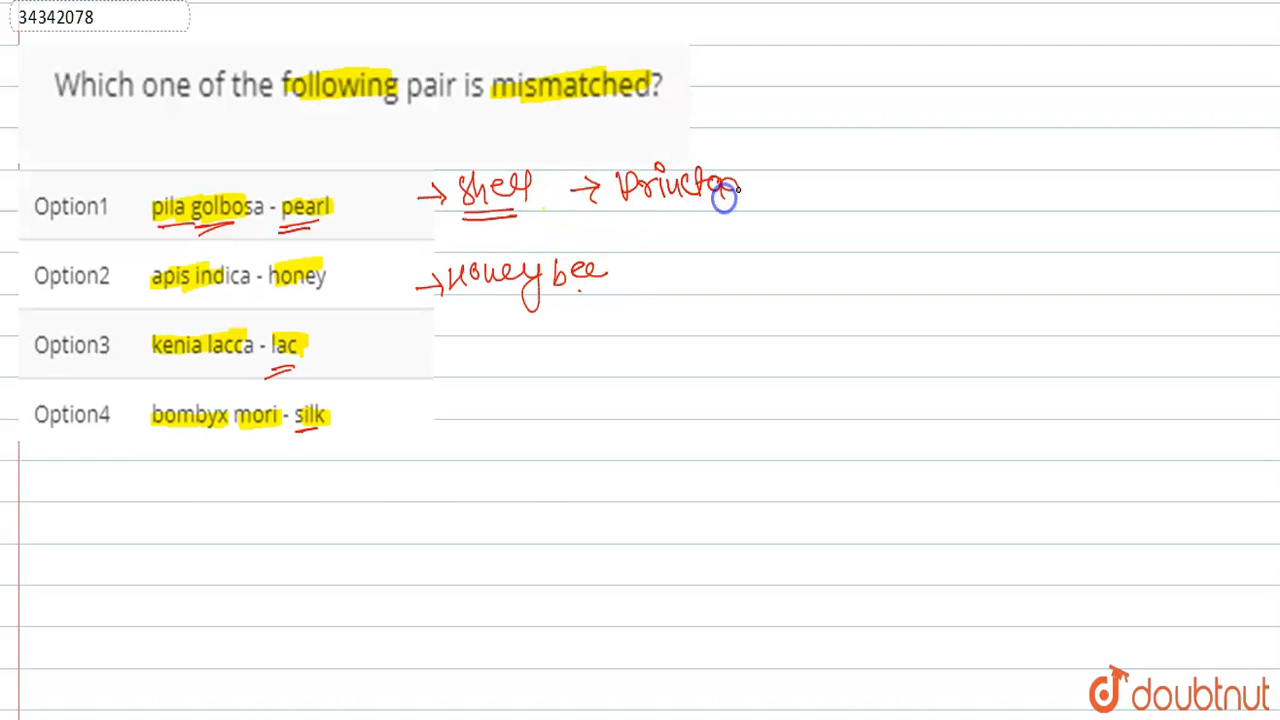 34342078
Which one of the following pair is mismatched?
Option1 pila golbosa - pearl → Shell →
Option2 apis indica - honey → Honey bee
Option3 kenia lacca - lac
Option4 bombyx mori - silk
doubtnut